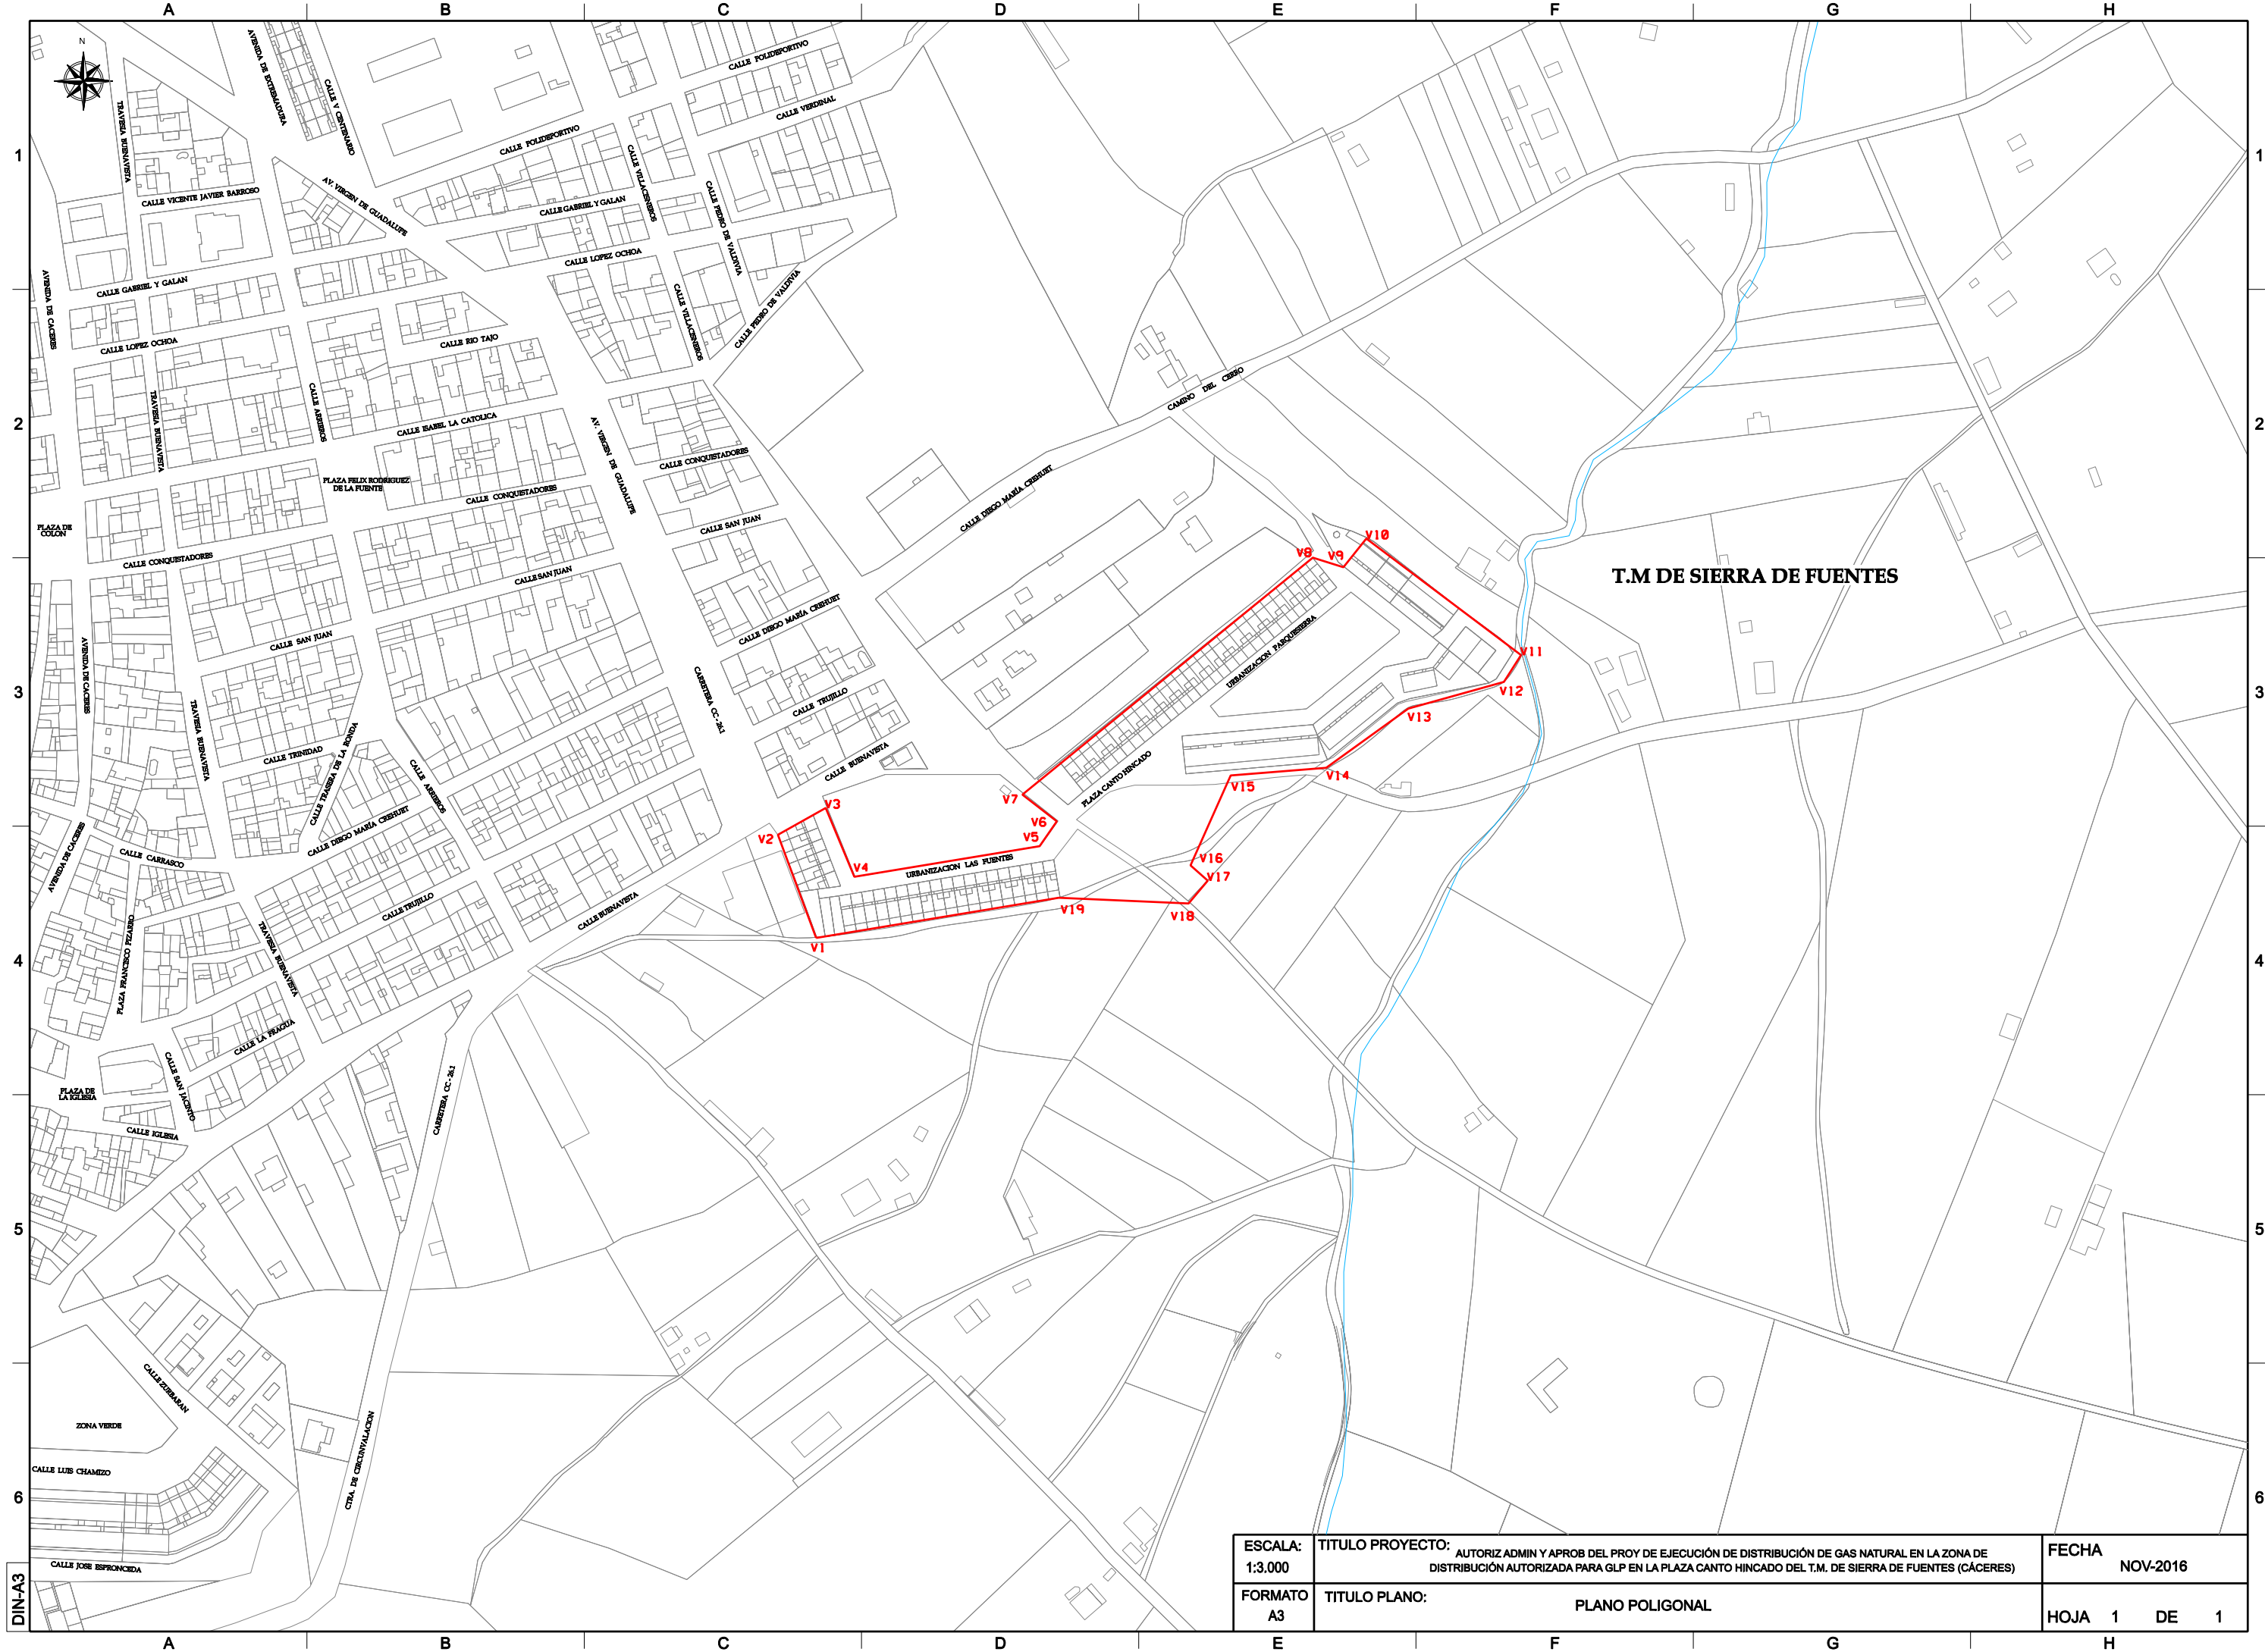 A B C D E F G H
N
AVENIDA DE EXTREMADURA
CALLE V CENTENARIO
CALLE POLIDEPORTIVO
CALLE VERDINAL
TRAVESIA BUENAVISTA
CALLE POLIDEPORTIVO
1 1
CALLE VILLACISNEROS
CALLE VICENTE JAVIER BARROSO
AV. VIRGEN DE GUADALUPE
CALLE GABRIEL Y GALAN
CALLE PEDRO DE VALDIVIA
CALLE LOPEZ OCHOA
AVENIDA DE CACERES
CALLE GABRIEL Y GALAN
CALLE VILLACISNEROS
CALLE PEDRO DE VALDIVIA
CALLE LOPEZ OCHOA
CALLE RIO TAJO
CAMINO DEL CERRO
TRAVESIA BUENAVISTA
CALLE ARRIEROS
CALLE ISABEL LA CATOLICA
2 2
AV. VIRGEN DE GUADALUPE
CALLE CONQUISTADORES
PLAZA FELIX RODRIGUEZ
DE LA FUENTE
CALLE CONQUISTADORES
CALLE DIEGO MARÍA CREHUET
PLAZA DE
COLON
CALLE SAN JUAN
CALLE CONQUISTADORES
CALLE SAN JUAN
V8
V9
V10
T.M DE SIERRA DE FUENTES
CALLE DIEGO MARÍA CREHUET
CALLE SAN JUAN
URBANIZACION PARQUESIERRA
V11
AVENIDA DE CACERES
CARRETERA CC-26.1
3 3
V12
TRAVESIA BUENAVISTA
CALLE TRUJILLO
V13
CALLE TRINIDAD
CALLE TRASERA DE LA RONDA
CALLE BUENAVISTA
CALLE ARRIEROS
PLAZA CANTO HINCADO
V14
V15
V7
V3
V6
V2
V5
CALLE DIEGO MARÍA CREHUET
AVENIDA DE CACERES
CALLE CARRASCO
V4
URBANIZACION LAS FUENTES
V16
V17
CALLE TRUJILLO
CALLE BUENAVISTA
V19
V18
PLAZA FRANCISCO PIZARRO
TRAVESIA BUENAVISTA
V1
4 4
CALLE LA FRAGUA
CALLE SAN JACINTO
PLAZA DE
LA IGLESIA
CARRETERA CC-26.1
CALLE IGLESIA
5 5
CALLE ZURBARAN
ZONA VERDE
CTRA. DE CIRCUNVALACION
CALLE LUIS CHAMIZO
6 6
CALLE JOSE ESPRONCEDA
DIN-A3
ESCALA:
1:3.000
TITULO PROYECTO: AUTORIZ ADMIN Y APROB DEL PROY DE EJECUCIÓN DE DISTRIBUCIÓN DE GAS NATURAL EN LA ZONA DE
DISTRIBUCIÓN AUTORIZADA PARA GLP EN LA PLAZA CANTO HINCADO DEL T.M. DE SIERRA DE FUENTES (CÁCERES)
FECHA
NOV-2016
FORMATO
A3
TITULO PLANO: PLANO POLIGONAL
HOJA 1 DE 1
A B C D E F G H